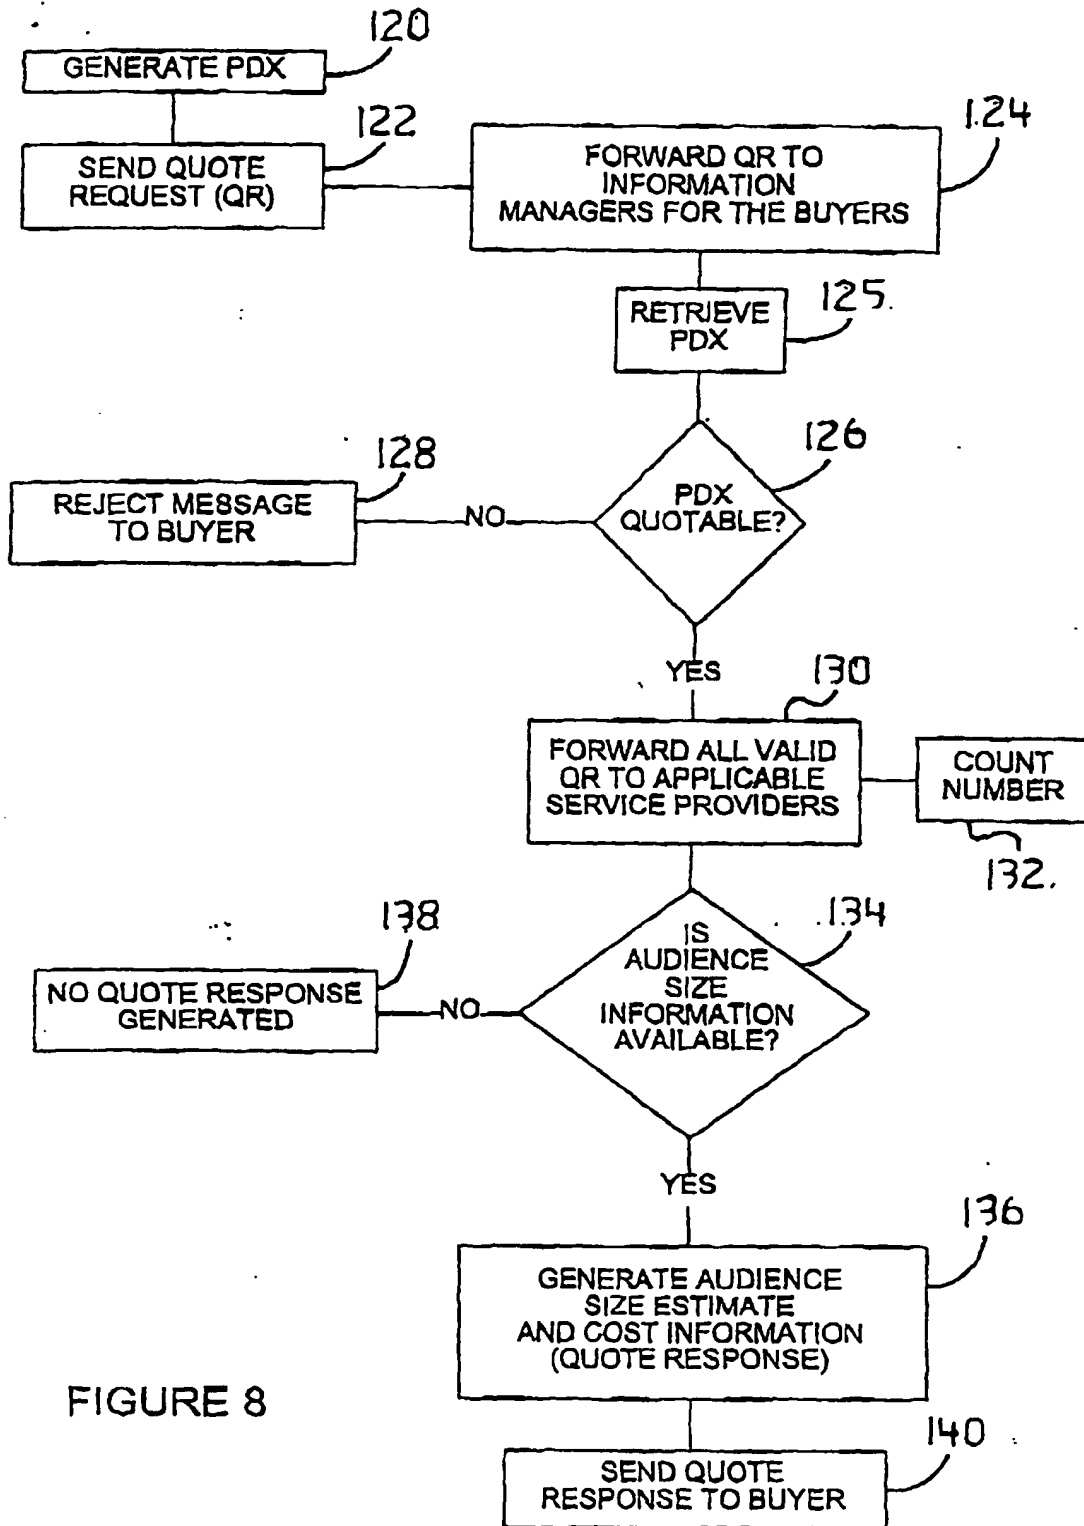 120
GENERATE PDX
122
SEND QUOTE
REQUEST (QR)
124
FORWARD QR TO
INFORMATION
MANAGERS FOR THE BUYERS
125
RETRIEVE
PDX
126
PDX
QUOTABLE?
128
REJECT MESSAGE
TO BUYER
NO
YES
130
FORWARD ALL VALID
QR TO APPLICABLE
SERVICE PROVIDERS
COUNT
NUMBER
132.
134
IS
AUDIENCE
SIZE
INFORMATION
AVAILABLE?
138
NO QUOTE RESPONSE
GENERATED
NO
YES
136
GENERATE AUDIENCE
SIZE ESTIMATE
AND COST INFORMATION
(QUOTE RESPONSE)
FIGURE 8
140
SEND QUOTE
RESPONSE TO BUYER